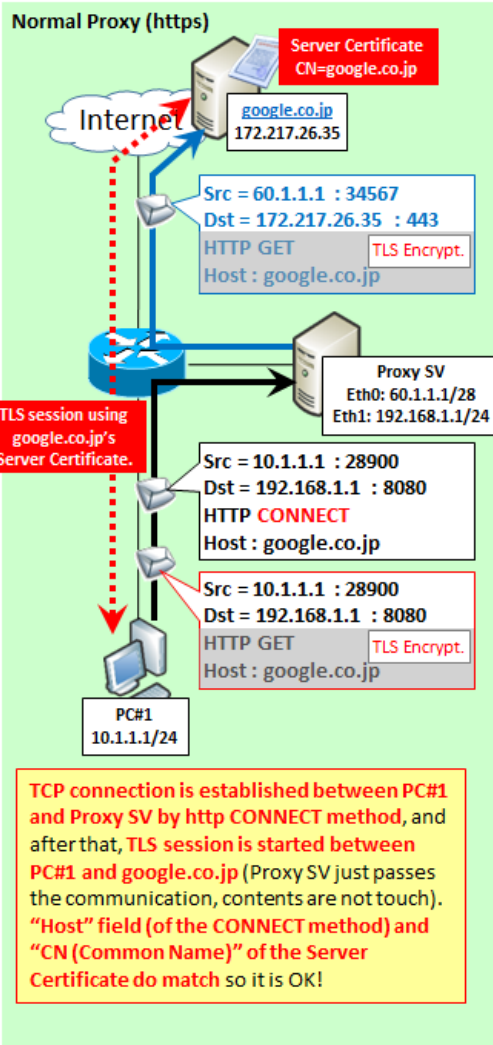 Normal Proxy (https)
Server Certificate
CN=google.co.jp
Internet
google.co.jp
172.217.26.35
Src = 60.1.1.1 : 34567
Dst = 172.217.26.35 : 443
HTTP GET
TLS Encrypt.
Host : google.co.jp
Proxy SV
Eth0: 60.1.1.1/28
Eth1: 192.168.1.1/24
TLS session using
google.co.jp's
Server Certificate.
Src = 10.1.1.1 : 28900
Dst = 192.168.1.1 : 8080
HTTP CONNECT
Host : google.co.jp
Src = 10.1.1.1 : 28900
Dst = 192.168.1.1 : 8080
HTTP GET
TLS Encrypt.
Host : google.co.jp
PC#1
10.1.1.1/24
TCP connection is established between PC#1
and Proxy SV by http CONNECT method, and
after that, TLS session is started between
PC#1 and google.co.jp (Proxy SV just passes
the communication, contents are not touch).
“Host” field (of the CONNECT method) and
“CN (Common Name)” of the Server
Certificate do match so it is OK!